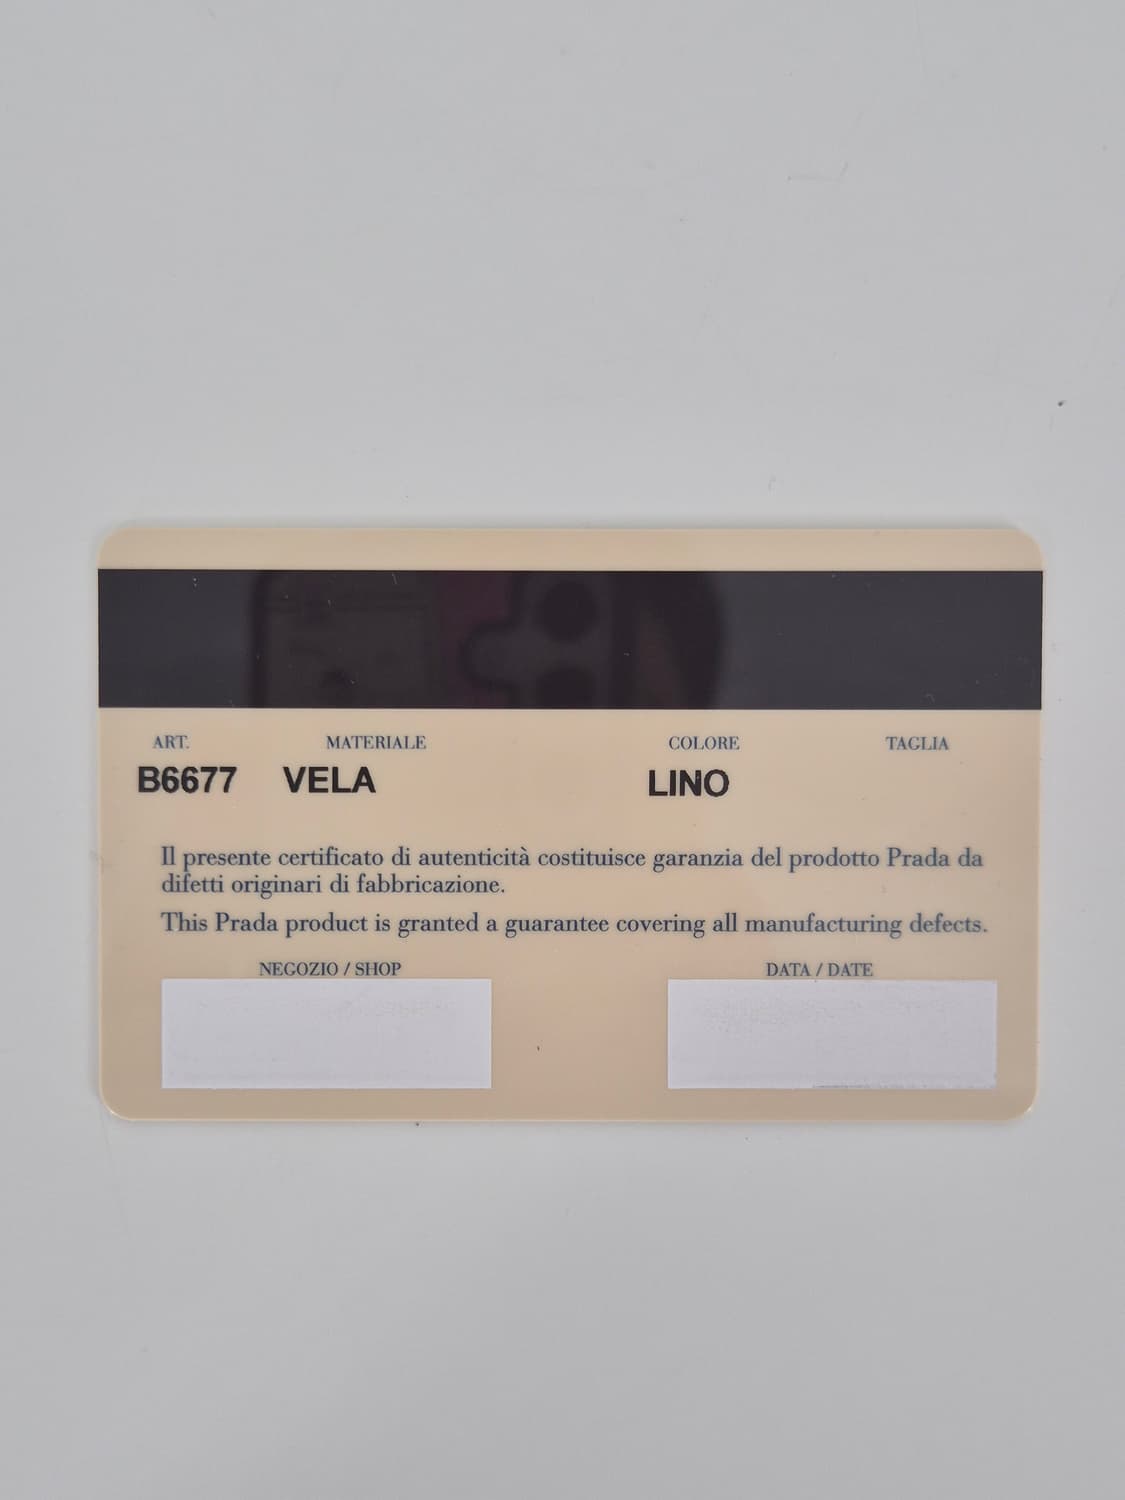 ART. MATERIALE COLORE TAGLIA
B6677 VELA LINO
Il presente certificato di autenticità costituisce garanzia del prodotto Prada da
difetti originari di fabbricazione.
This Prada product is granted a guarantee covering all manufacturing defects.
NEGOZIO / SHOP DATA / DATE